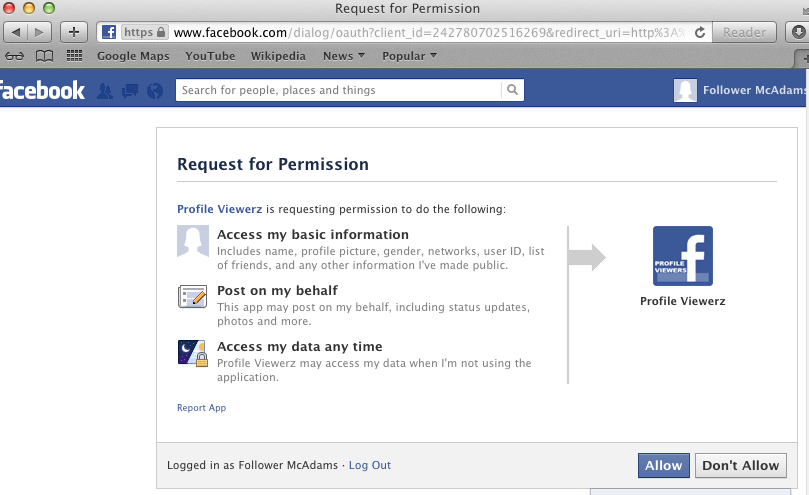 Request for Permission
https www.facebook.com/dialog/oauth?client_id=242780702516269&redirect_uri=http%3A% Reader
Google Maps YouTube Wikipedia News Popular
facebook Search for people, places and things Follower McAdams
Request for Permission
Profile Viewerz is requesting permission to do the following:
Access my basic information
Includes name, profile picture, gender, networks, user ID, list
of friends, and any other information I've made public.
Post on my behalf
This app may post on my behalf, including status updates,
photos and more.
Access my data any time
Profile Viewerz may access my data when I'm not using the
application.
PROFILE
VIEWERS
Profile Viewerz
Report App
Logged in as Follower McAdams · Log Out Allow Don't Allow